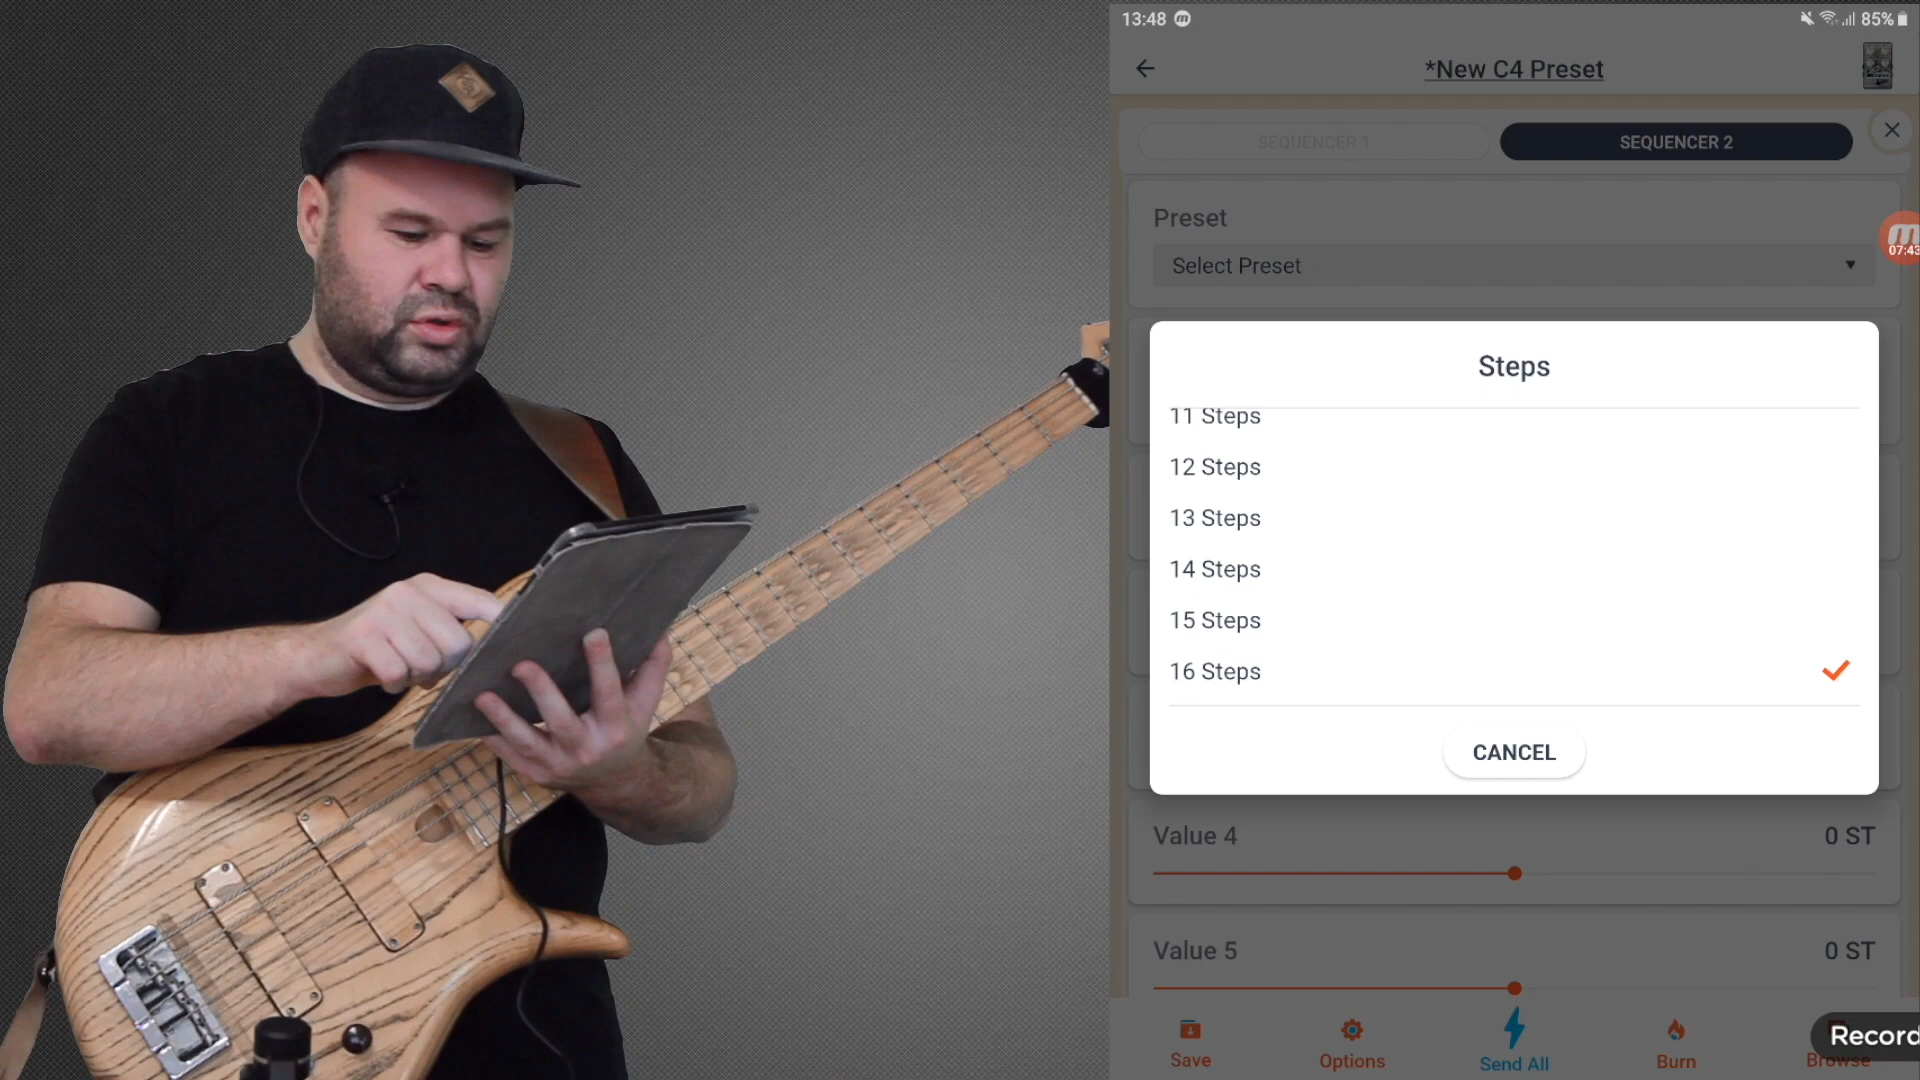 13:48
85%
*New C4 Preset
SEQUENCER 1
SEQUENCER 2
Preset
Select Preset
07:43
Steps
11 Steps
12 Steps
13 Steps
14 Steps
15 Steps
16 Steps
CANCEL
Value 4
0 ST
Value 5
0 ST
Save
Options
Send All
Burn
Browse
Record